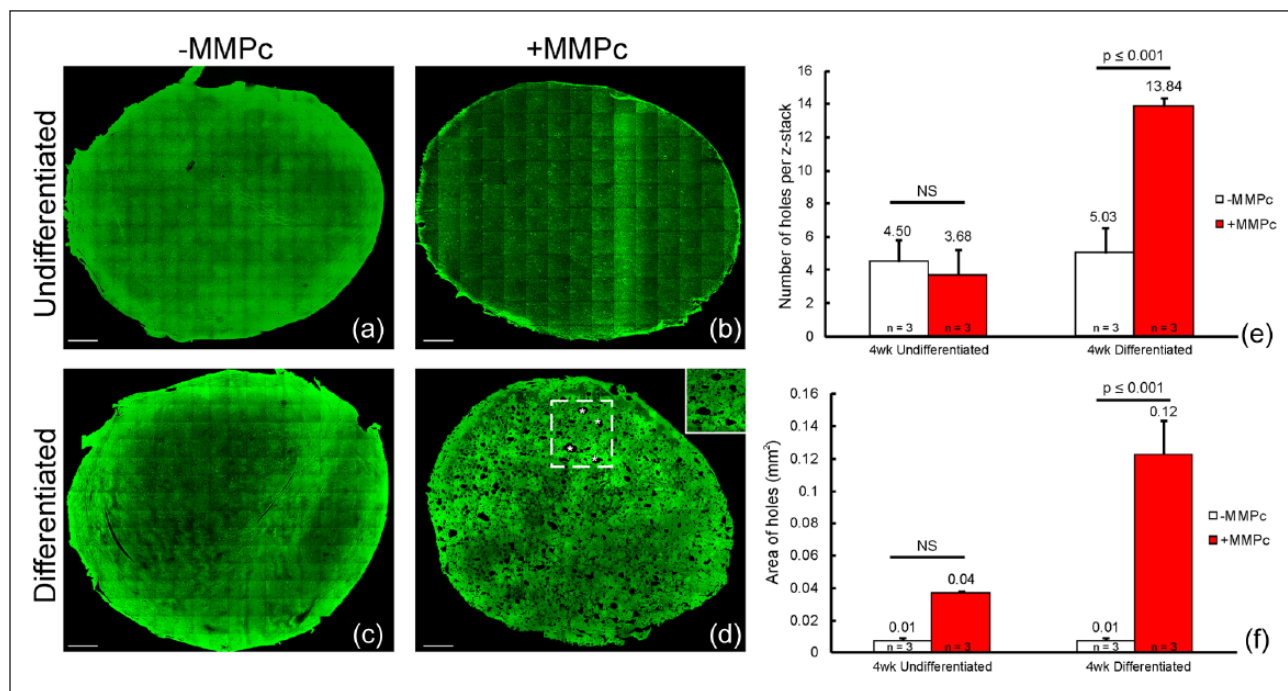 -MMPc
+MMPc
Undifferentiated
(a)
(b)
Differentiated
(c)
*
*
*
*
(d)
Number of holes per z-stack
16
14
12
10
8
6
4
2
0
NS
4.50
3.68
p ≤ 0.001
5.03
13.84
n = 3
n = 3
n = 3
n = 3
4wk Undifferentiated
4wk Differentiated
-MMPc
+MMPc
(e)
Area of holes (mm²)
0.16
0.14
0.12
0.1
0.08
0.06
0.04
0.02
0
NS
0.01
0.04
p ≤ 0.001
0.01
0.12
n = 3
n = 3
n = 3
n = 3
4wk Undifferentiated
4wk Differentiated
-MMPc
+MMPc
(f)